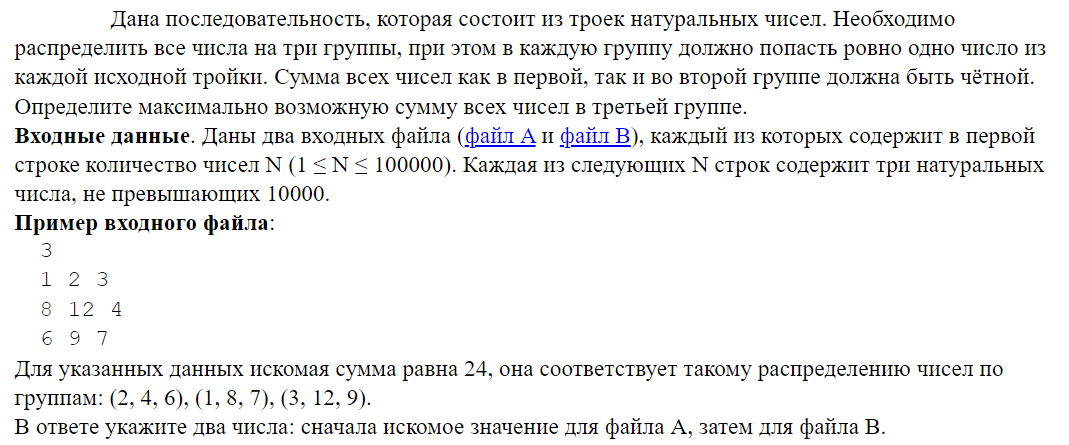 Дана последовательность, которая состоит из троек натуральных чисел. Необходимо
распределить все числа на три группы, при этом в каждую группу должно попасть ровно одно число из
каждой исходной тройки. Сумма всех чисел как в первой, так и во второй группе должна быть чётной.
Определите максимально возможную сумму всех чисел в третьей группе.
Входные данные. Даны два входных файла (файл A и файл B), каждый из которых содержит в первой
строке количество чисел N (1 ≤ N ≤ 100000). Каждая из следующих N строк содержит три натуральных
числа, не превышающих 10000.
Пример входного файла:
3
1 2 3
8 12 4
6 9 7
Для указанных данных искомая сумма равна 24, она соответствует такому распределению чисел по
группам: (2, 4, 6), (1, 8, 7), (3, 12, 9).
В ответе укажите два числа: сначала искомое значение для файла A, затем для файла B.